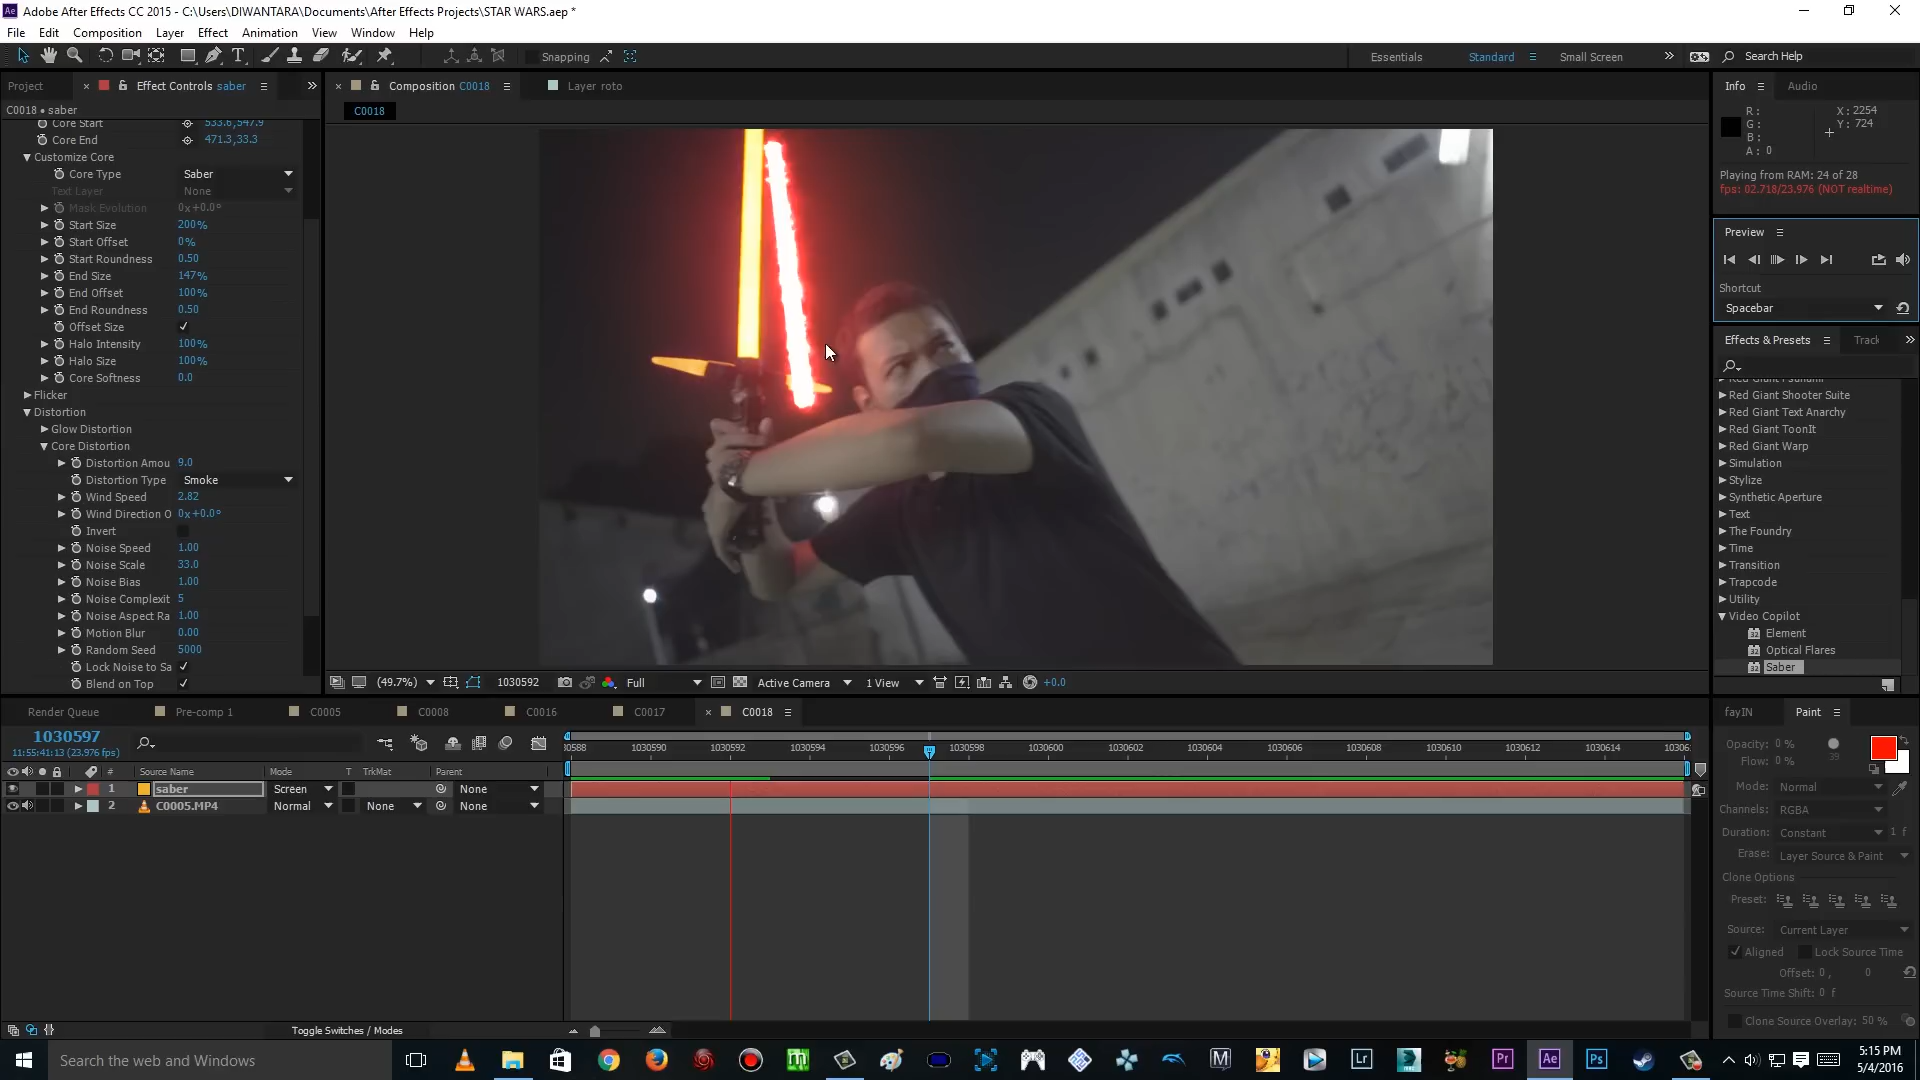 Adobe After Effects CC 2015 - C:\Users\DIWANTARA\Documents\After Effects Projects\STAR WARS.aep *
File Edit Composition Layer Effect Animation View Window Help
Snapping Essentials Standard Small Screen Search Help
Project Effect Controls saber Composition C0018 Layer roto Info Audio
C0018 • saber C0018
Core Start 533.6,547.9
Core End 471.3,33.3
Customize Core
Core Type Saber
Text Layer None
Mask Evolution 0x+0.0°
Start Size 200%
Start Offset 0%
Start Roundness 0.50
End Size 147%
End Offset 100%
End Roundness 0.50
Offset Size
Halo Intensity 100%
Halo Size 100%
Core Softness 0.0
Flicker
Distortion
Glow Distortion
Core Distortion
Distortion Amou 9.0
Distortion Type Smoke
Wind Speed 2.82
Wind Direction O 0x+0.0°
Invert
Noise Speed 1.00
Noise Scale 33.0
Noise Bias 1.00
Noise Complexit 5
Noise Aspect Ra 1.00
Motion Blur 0.00
Random Seed 5000
Lock Noise to Sa
Blend on Top
(49.7%) 1030592 Full Active Camera 1 View +0.0
R: X: 2254
G: Y: 724
B:
A: 0
Playing from RAM: 24 of 28
fps: 02.718/23.976 (NOT realtime)
Preview
Shortcut
Spacebar
Effects & Presets Track
Red Giant Shooter Suite
Red Giant Text Anarchy
Red Giant ToonIt
Red Giant Warp
Simulation
Stylize
Synthetic Aperture
Text
The Foundry
Time
Transition
Trapcode
Utility
Video Copilot
Element
Optical Flares
Saber
Render Queue Pre-comp 1 C0005 C0008 C0016 C0017 C0018
1030597
11:55:41:13 (23.976 fps)
30588 1030590 1030592 1030594 1030596 1030598 1030600 1030602 1030604 1030606 1030608 1030610 1030612 1030614
# Source Name Mode T TrkMat Parent
1 saber Screen None
2 C0005.MP4 Normal None None
Toggle Switches / Modes
fayIN Paint
Opacity: 0 %
Flow: 0 % 39
Mode: Normal
Channels: RGBA
Duration: Constant 1 f
Erase: Layer Source & Paint
Clone Options
Preset:
Source: Current Layer
Aligned Lock Source Time
Offset: 0 , 0
Source Time Shift: 0 f
Clone Source Overlay: 50 %
Search the web and Windows
Lr Pr Ae Ps
5:15 PM
5/4/2016